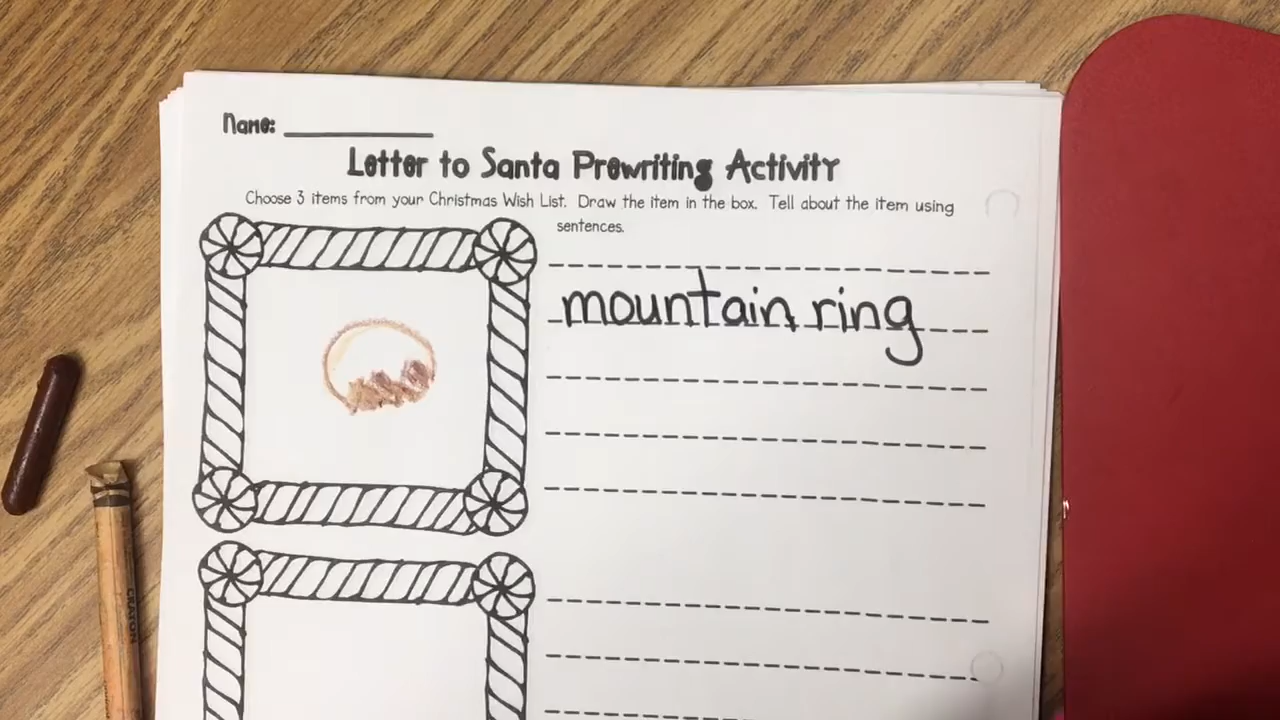 Name:
Letter to Santa Prewriting Activity
Choose 3 items from your Christmas Wish List. Draw the item in the box. Tell about the item using
sentences.
mountain ring
CRAYON